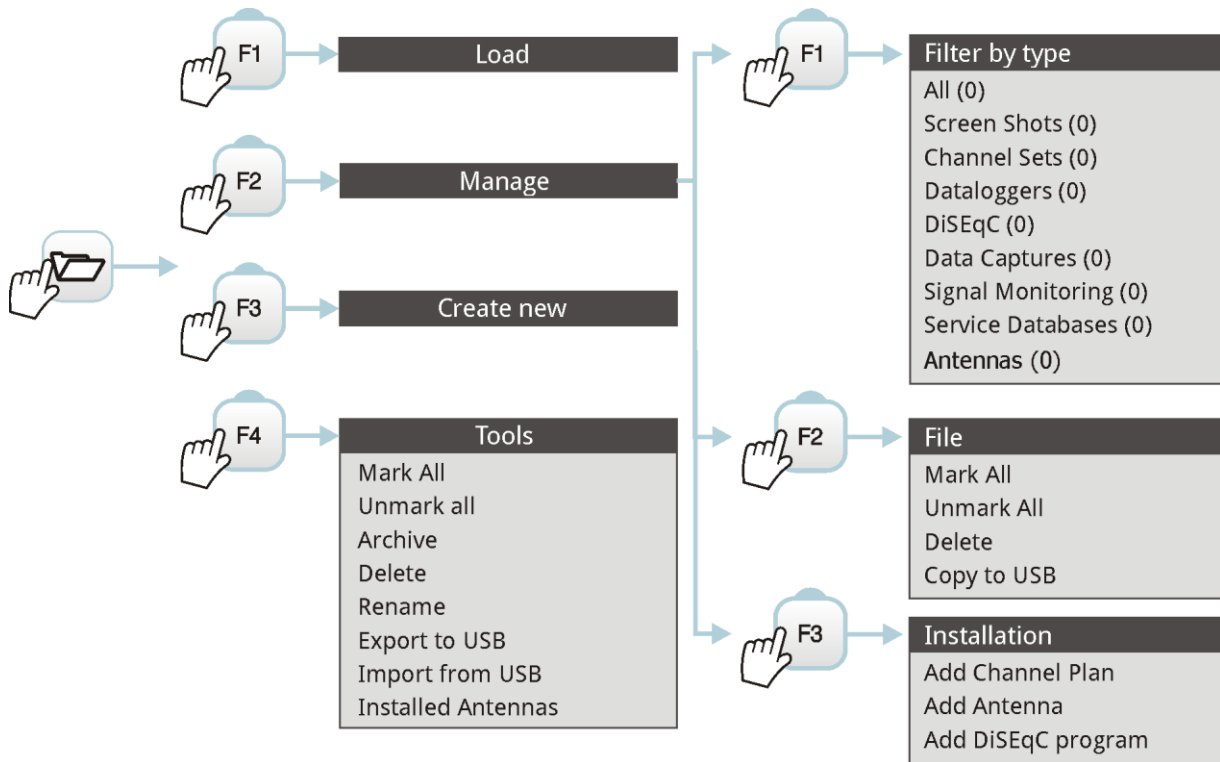 F1
Load
F2
Manage
F3
Create new
F4
Tools
Mark All
Unmark all
Archive
Delete
Rename
Export to USB
Import from USB
Installed Antennas
F1
Filter by type
All (0)
Screen Shots (0)
Channel Sets (0)
Dataloggers (0)
DiSEqC (0)
Data Captures (0)
Signal Monitoring (0)
Service Databases (0)
Antennas (0)
F2
File
Mark All
Unmark All
Delete
Copy to USB
F3
Installation
Add Channel Plan
Add Antenna
Add DiSEqC program